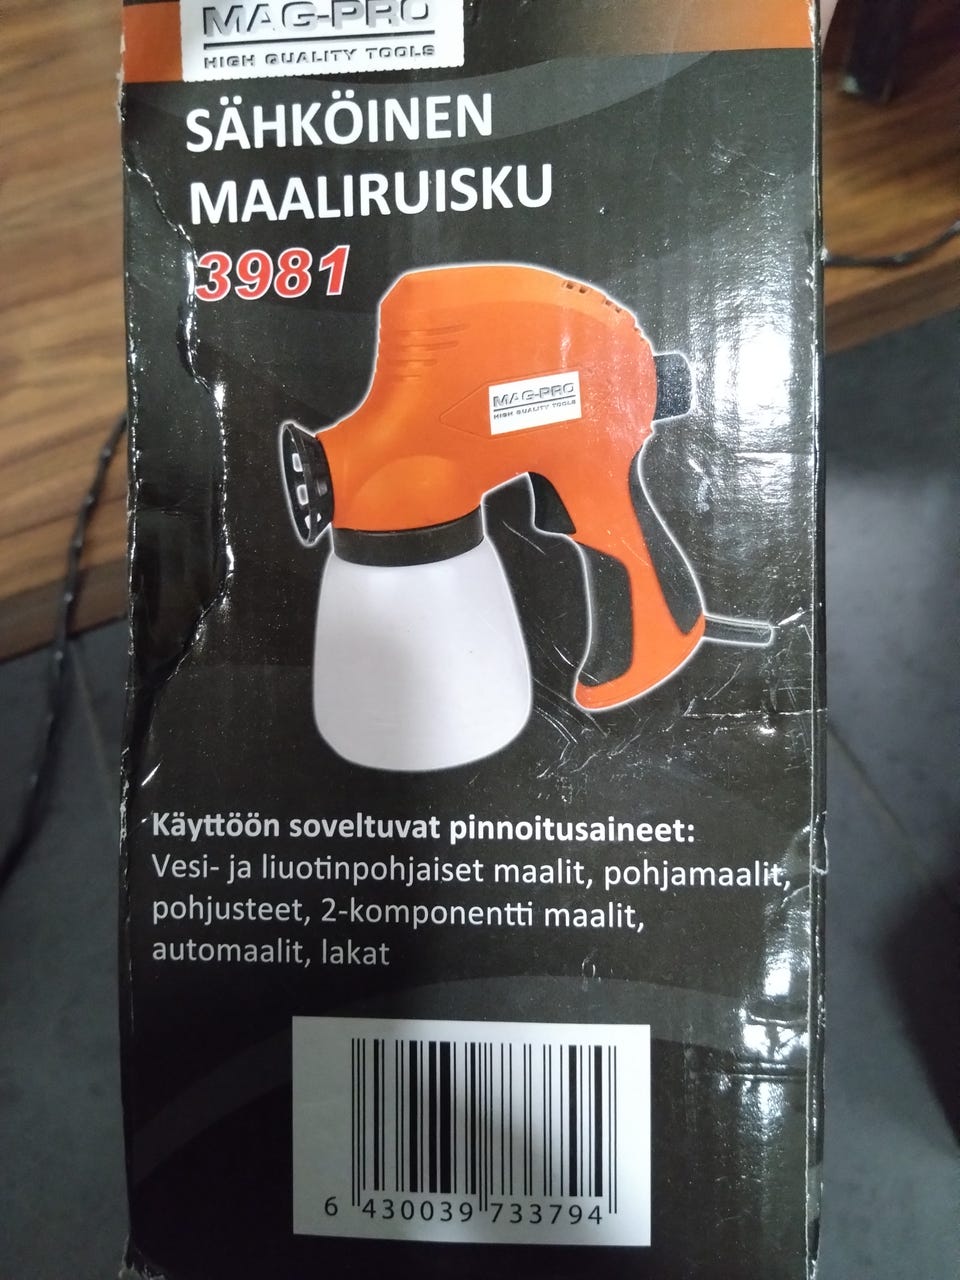 MAG-PRO
HIGH QUALITY TOOLS
SÄHKÖINEN
MAALIRUISKU
3981
MAG-PRO
HIGH QUALITY TOOLS
Käyttöön soveltuvat pinnoitusaineet:
Vesi- ja liuotinpohjaiset maalit, pohjamaalit,
pohjusteet, 2-komponentti maalit,
automaalit, lakat
6 430039 733794